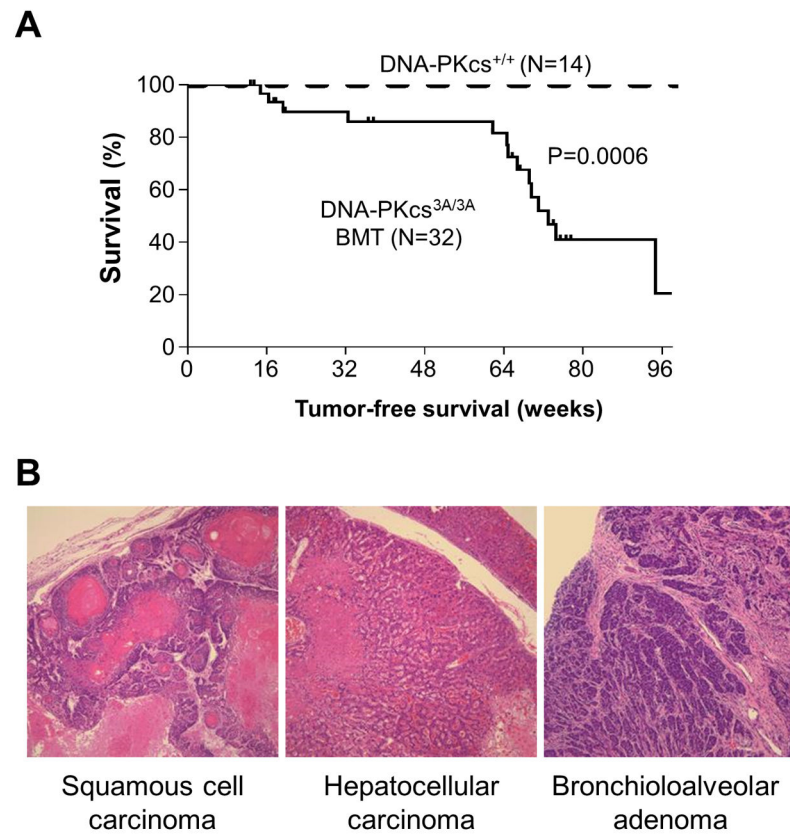 A
DNA-PKcs+/+ (N=14)
100
80
60
40
20
0
Survival (%)
P=0.0006
DNA-PKcs3A/3A
BMT (N=32)
0 16 32 48 64 80 96
Tumor-free survival (weeks)
B
Squamous cell
carcinoma
Hepatocellular
carcinoma
Bronchioloalveolar
adenoma